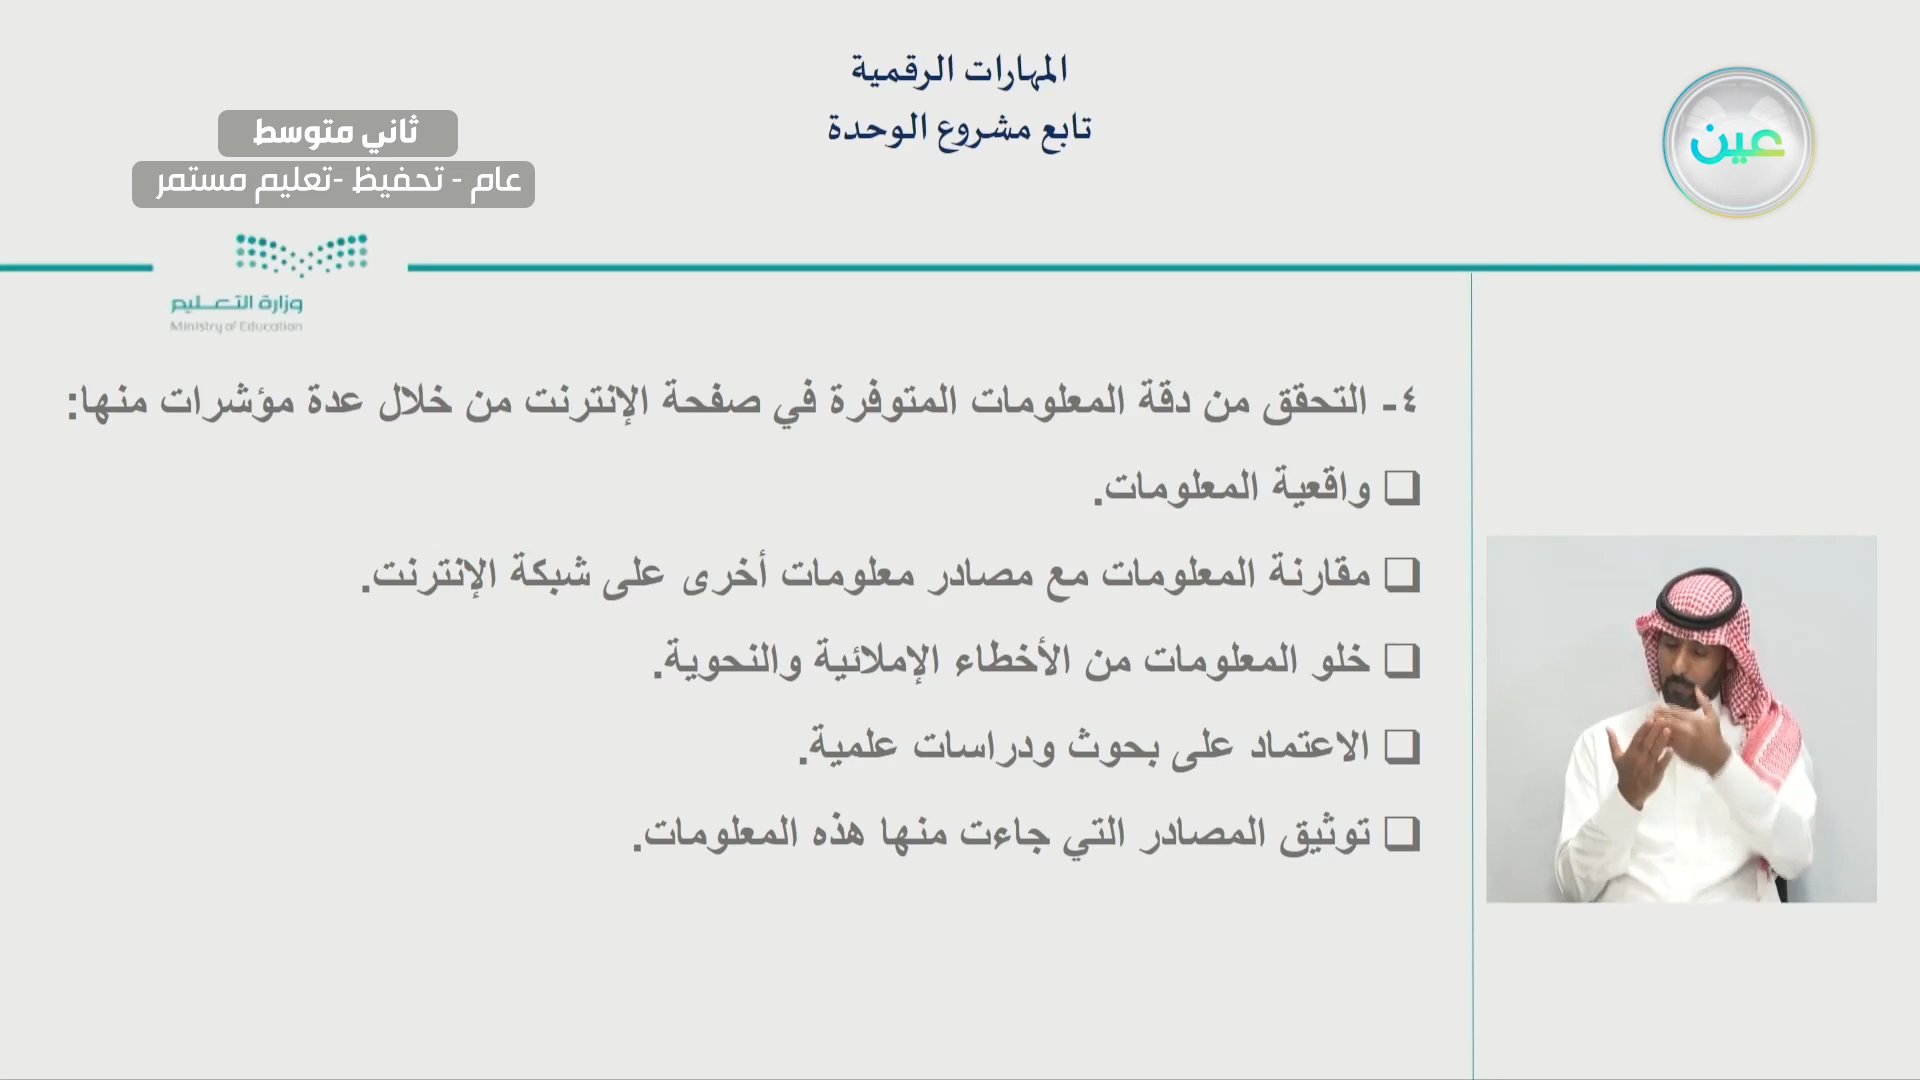 المهارات الرقمية
تابع مشروع الوحدة
عين
ثاني متوسط
عام - تحفيظ -تعليم مستمر
وزارة التعليم
Ministry of Education
٤- التحقق من دقة المعلومات المتوفرة في صفحة الإنترنت من خلال عدة مؤشرات منها:
❑ واقعية المعلومات.
❑ مقارنة المعلومات مع مصادر معلومات أخرى على شبكة الإنترنت.
❑ خلو المعلومات من الأخطاء الإملائية والنحوية.
❑ الاعتماد على بحوث ودراسات علمية.
❑ توثيق المصادر التي جاءت منها هذه المعلومات.